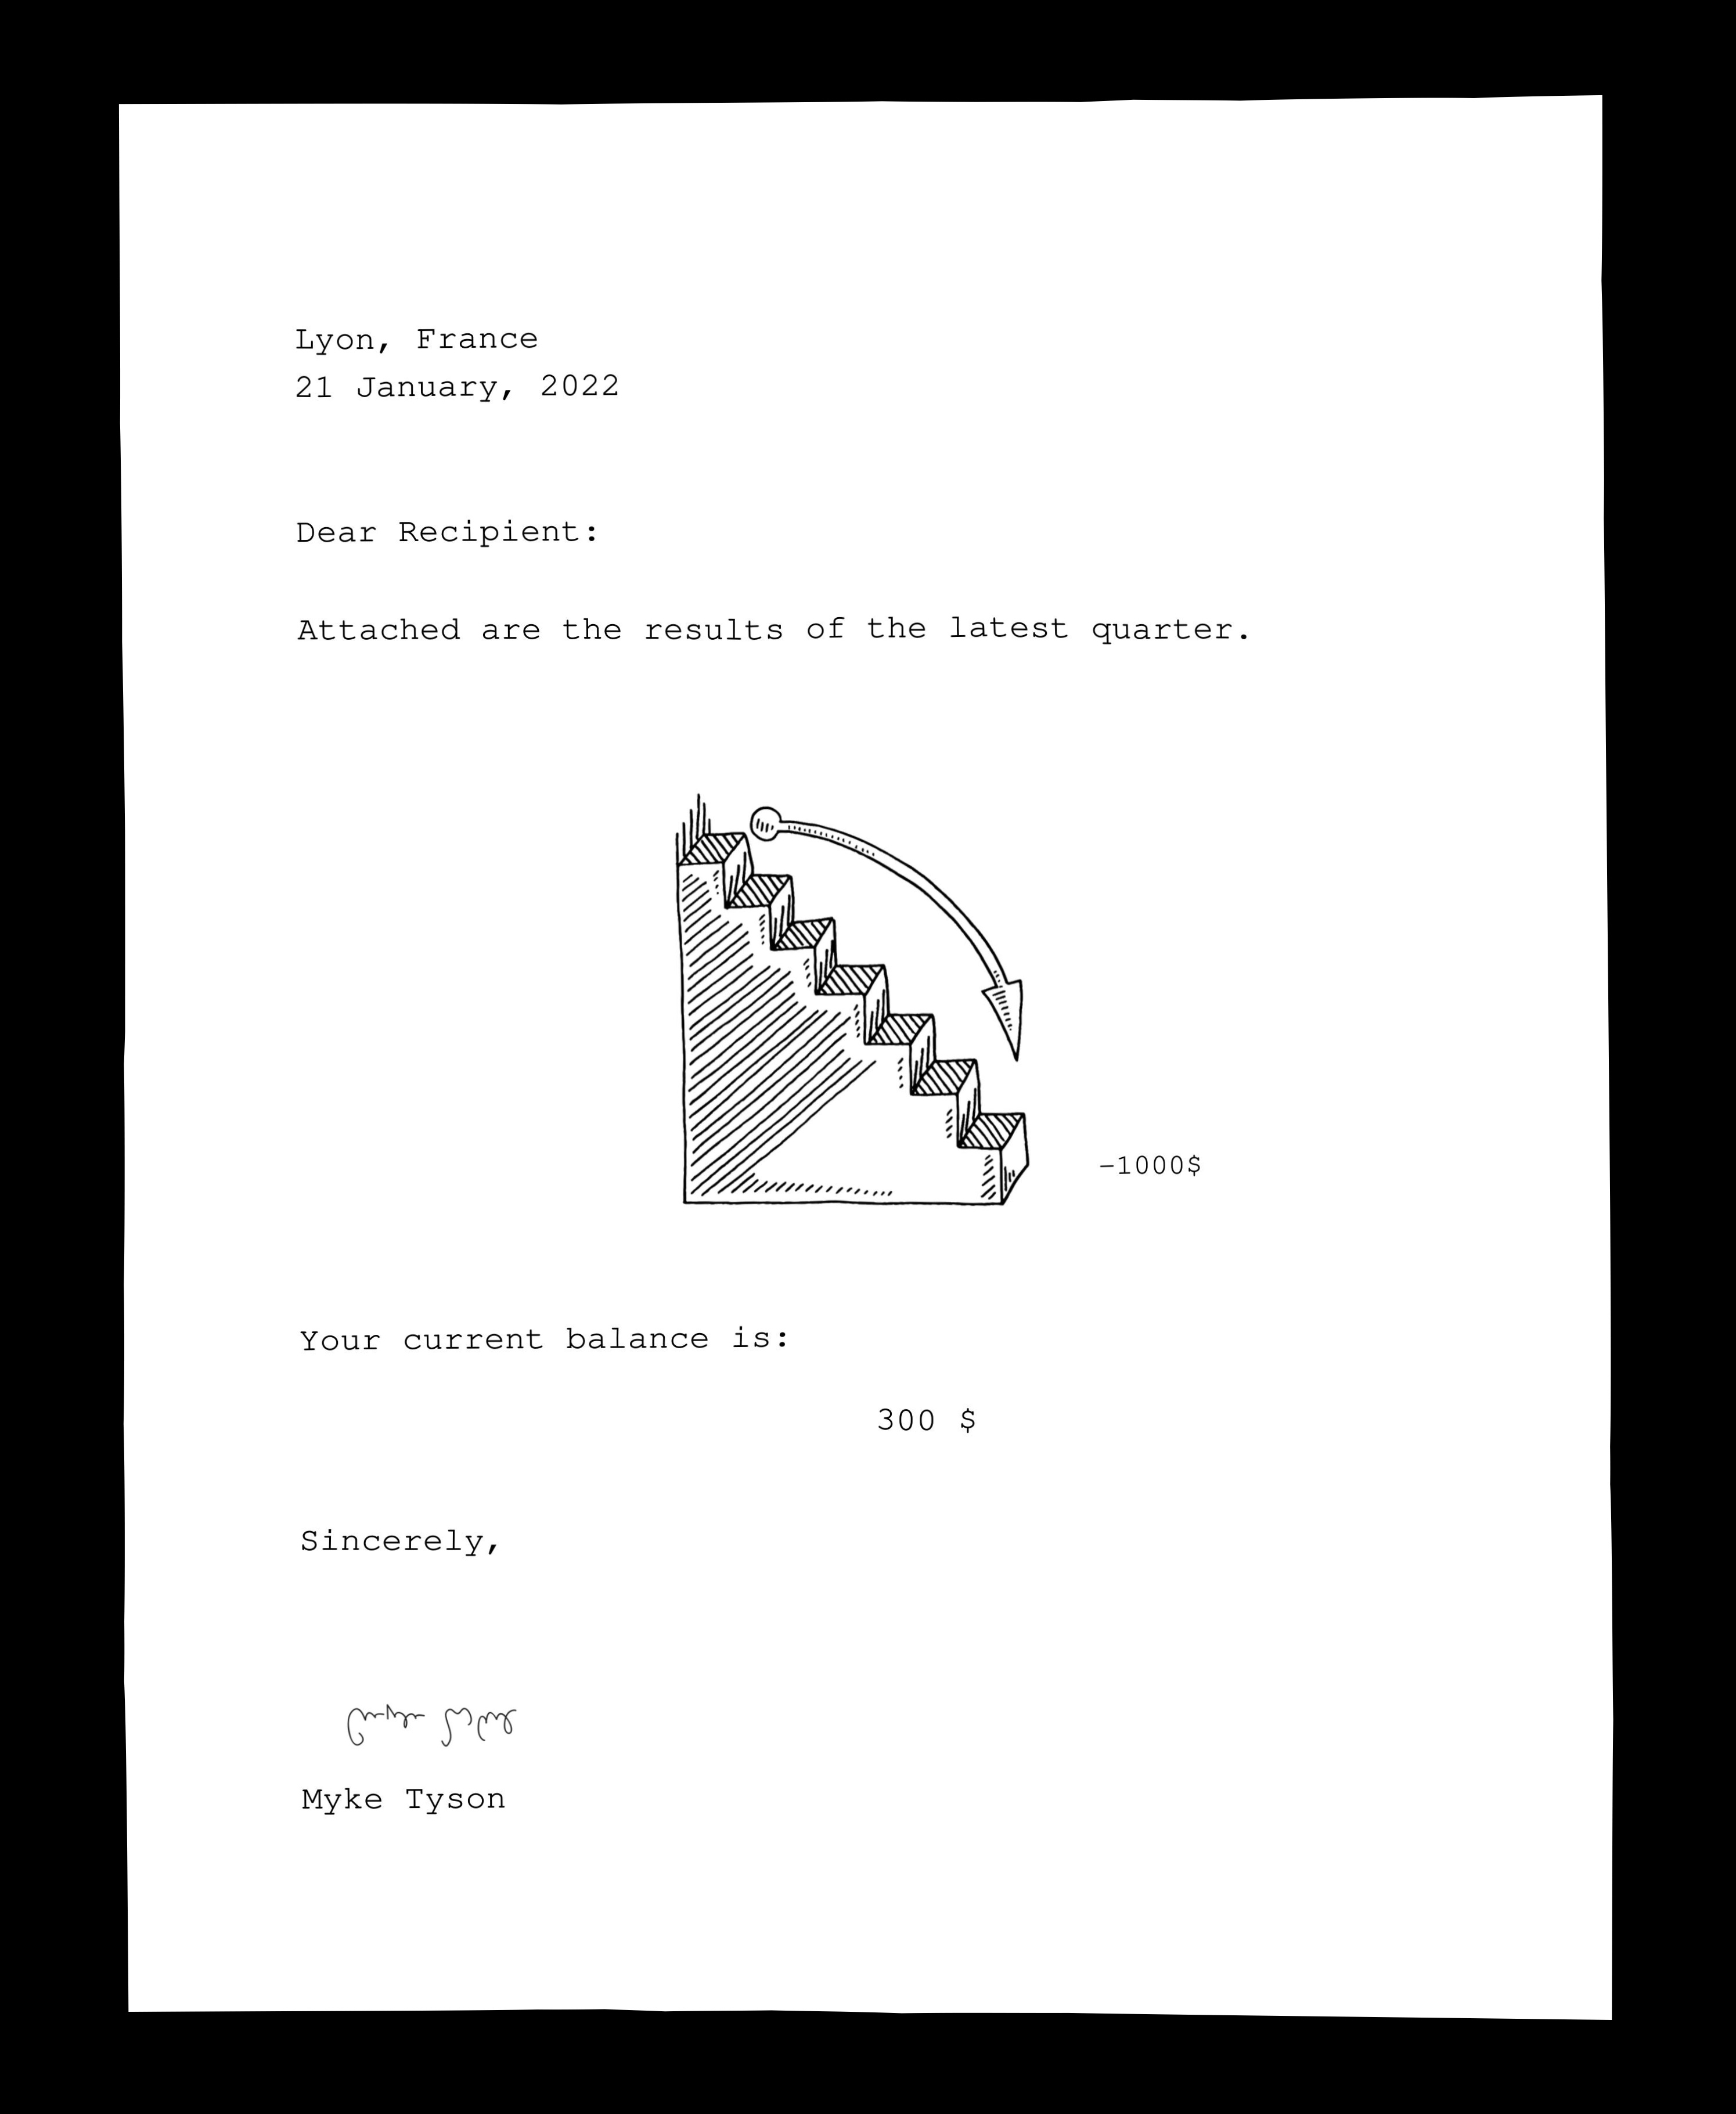 Lyon, France
21 January, 2022
Dear Recipient:
Attached are the results of the latest quarter.
—1000$
Your current balance is:
300 $
Sincerely,
Myke Tyson